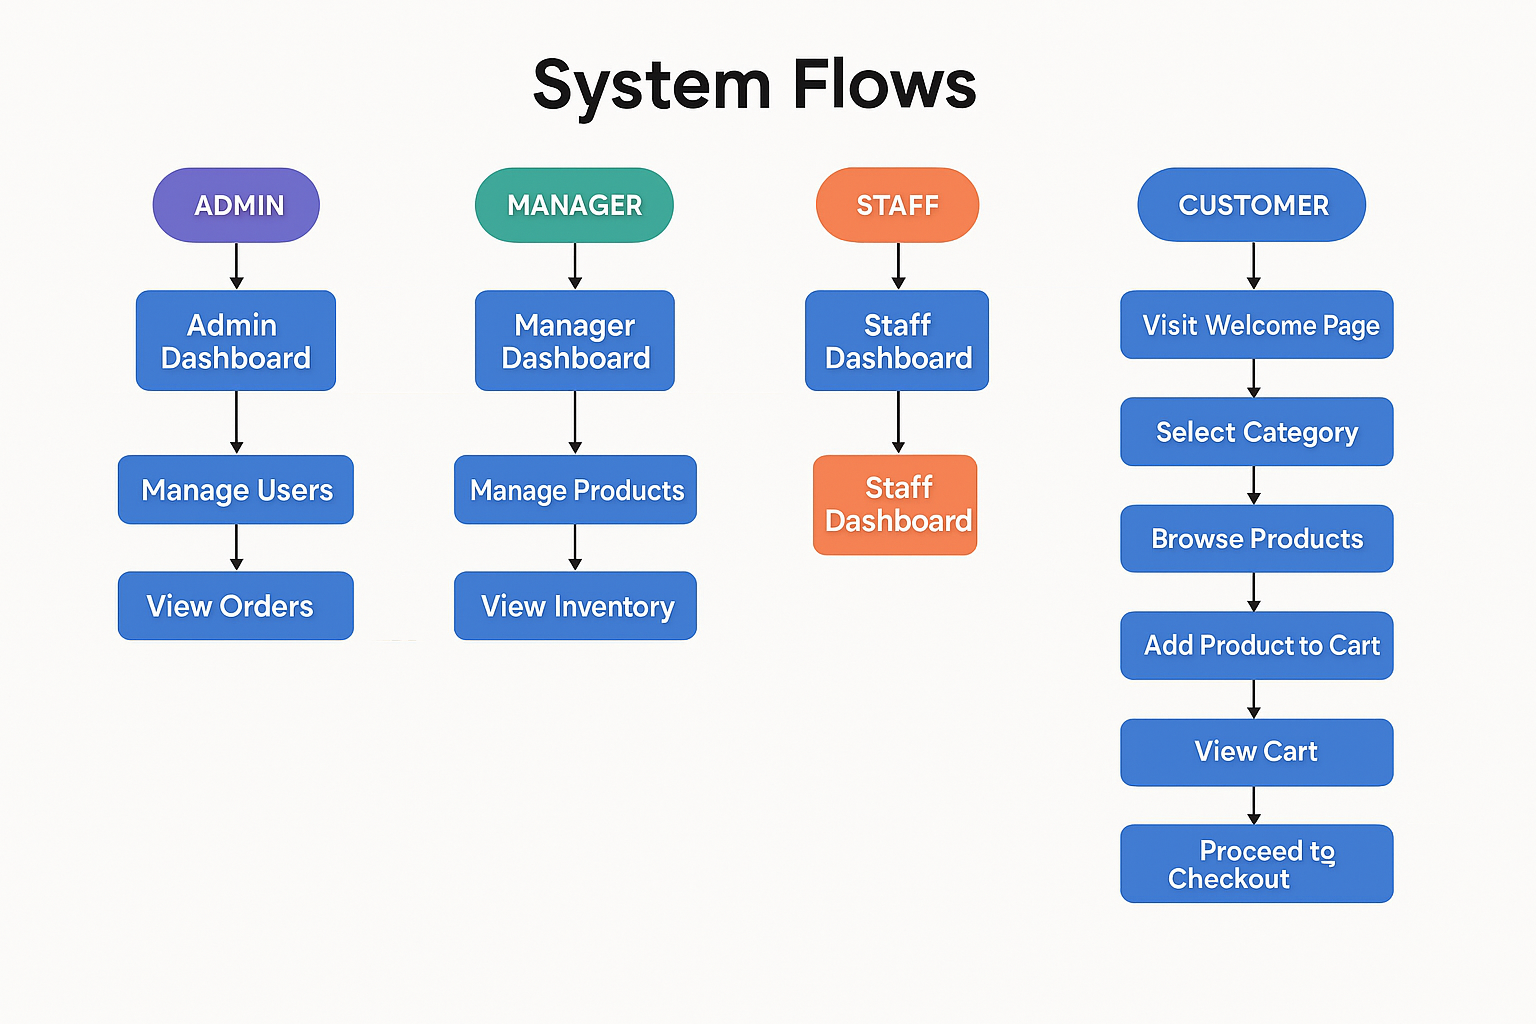 System Flows
ADMIN
Admin
Dashboard
Manage Users
View Orders
MANAGER
Manager
Dashboard
Manage Products
View Inventory
STAFF
Staff
Dashboard
Staff
Dashboard
CUSTOMER
Visit Welcome Page
Select Category
Browse Products
Add Product to Cart
View Cart
Proceed to
Checkout